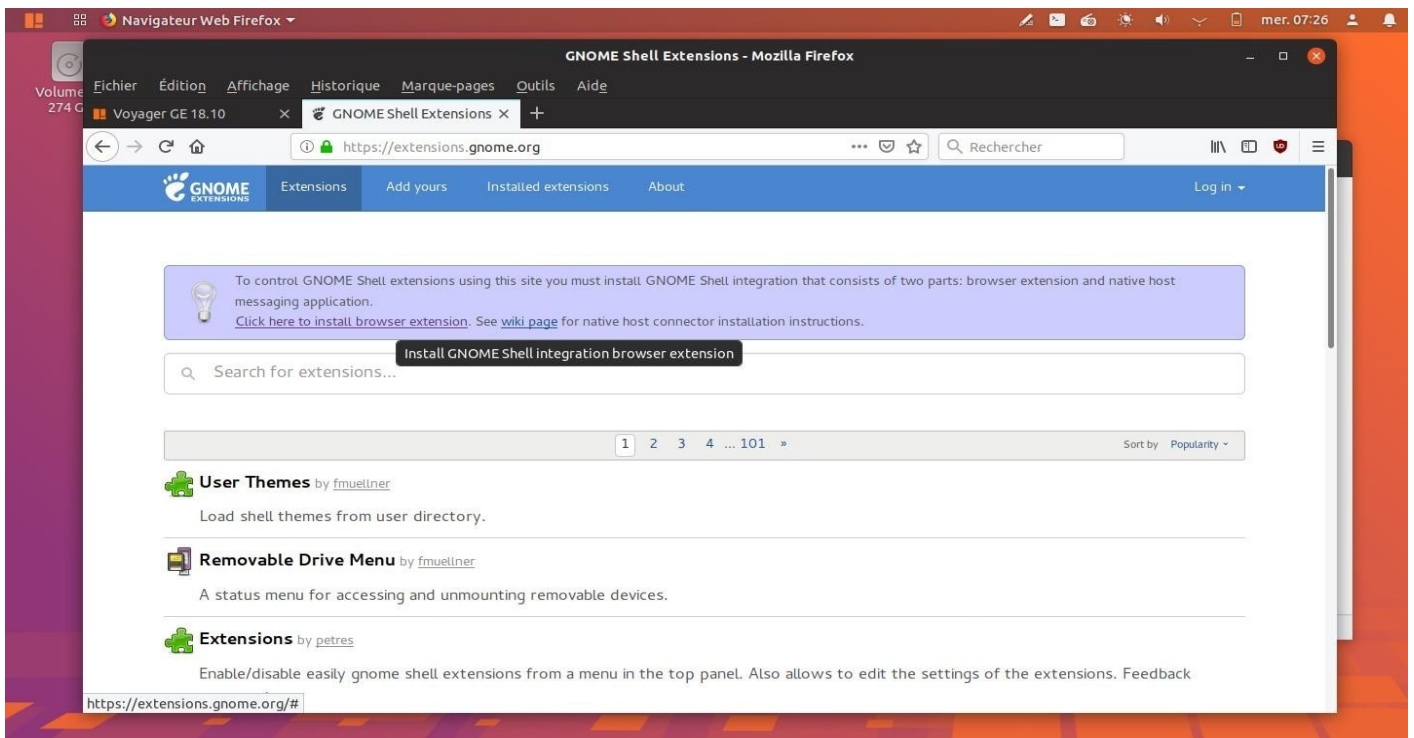 Navigateur Web Firefox
mer. 07:26
Volume
274 G
GNOME Shell Extensions - Mozilla Firefox
Fichier Édition Affichage Historique Marque-pages Outils Aide
Voyager GE 18.10
GNOME Shell Extensions
https://extensions.gnome.org
Rechercher
GNOME
EXTENSIONS
Extensions Add yours Installed extensions About Log in
To control GNOME Shell extensions using this site you must install GNOME Shell integration that consists of two parts: browser extension and native host
messaging application.
Click here to install browser extension. See wiki page for native host connector installation instructions.
Install GNOME Shell integration browser extension
Search for extensions...
1 2 3 4 ... 101 »
Sort by Popularity
User Themes by fmuellner
Load shell themes from user directory.
Removable Drive Menu by fmuellner
A status menu for accessing and unmounting removable devices.
Extensions by petres
Enable/disable easily gnome shell extensions from a menu in the top panel. Also allows to edit the settings of the extensions. Feedback
https://extensions.gnome.org/#